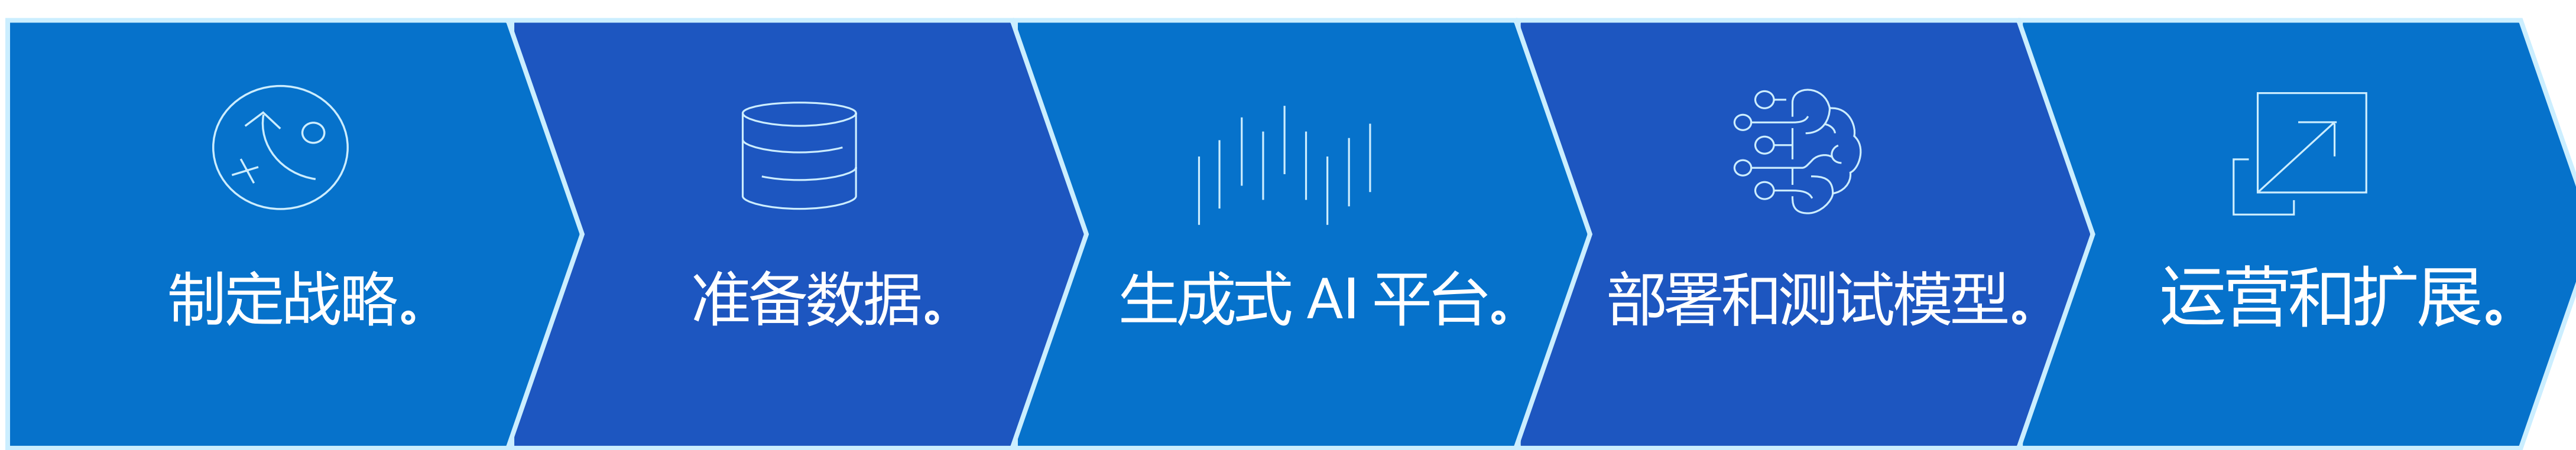 制定战略。
准备数据。
生成式 AI 平台。
部署和测试模型。
运营和扩展。